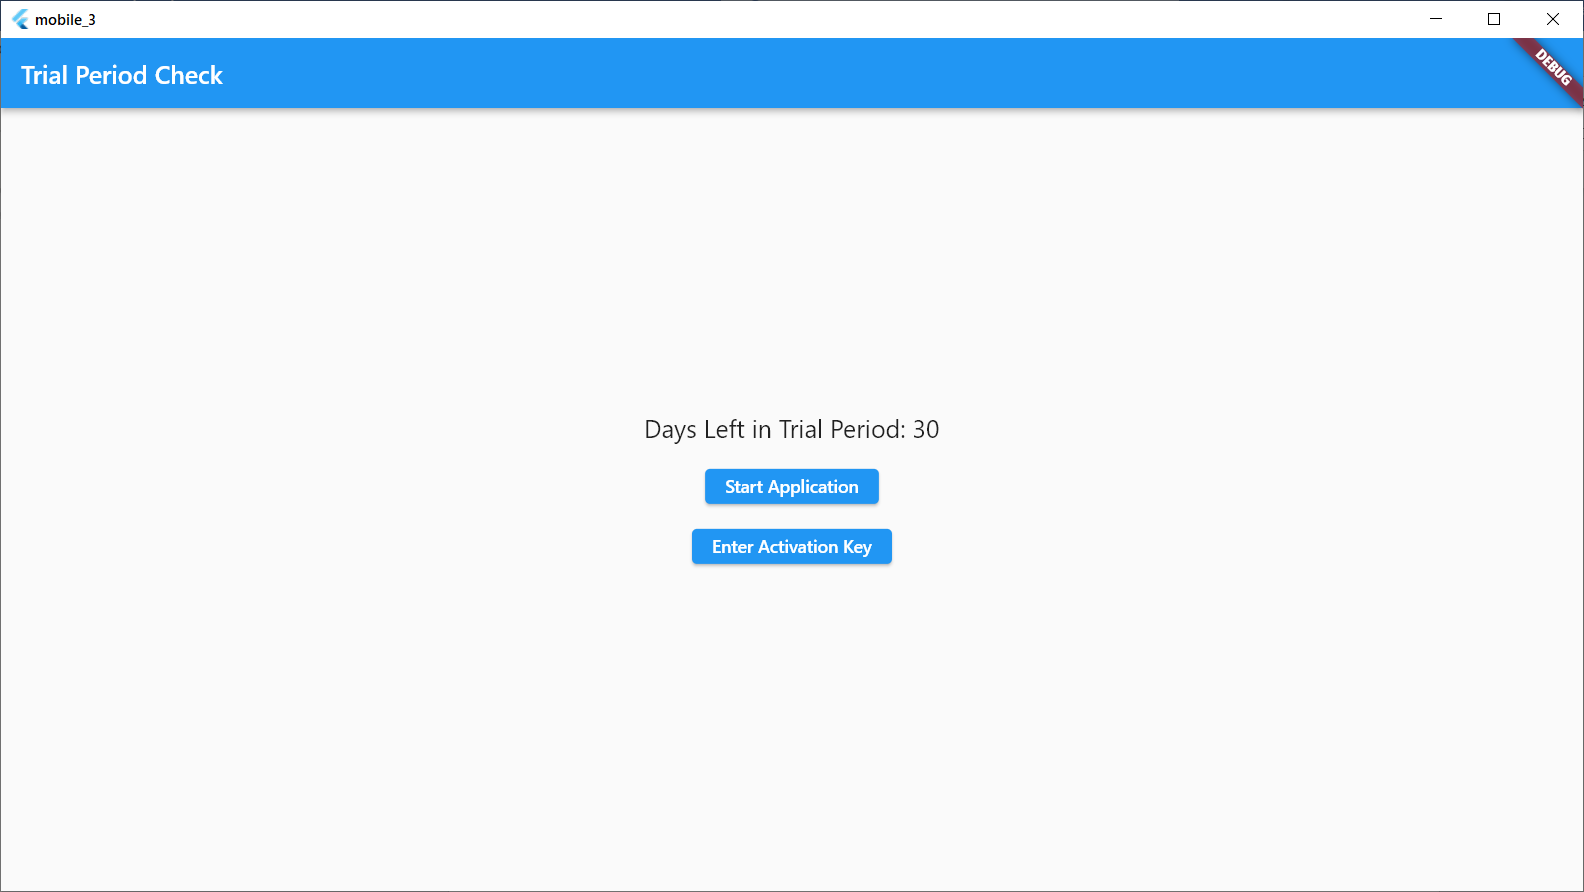 mobile_3
Trial Period Check
DEBUG
Days Left in Trial Period: 30
Start Application
Enter Activation Key